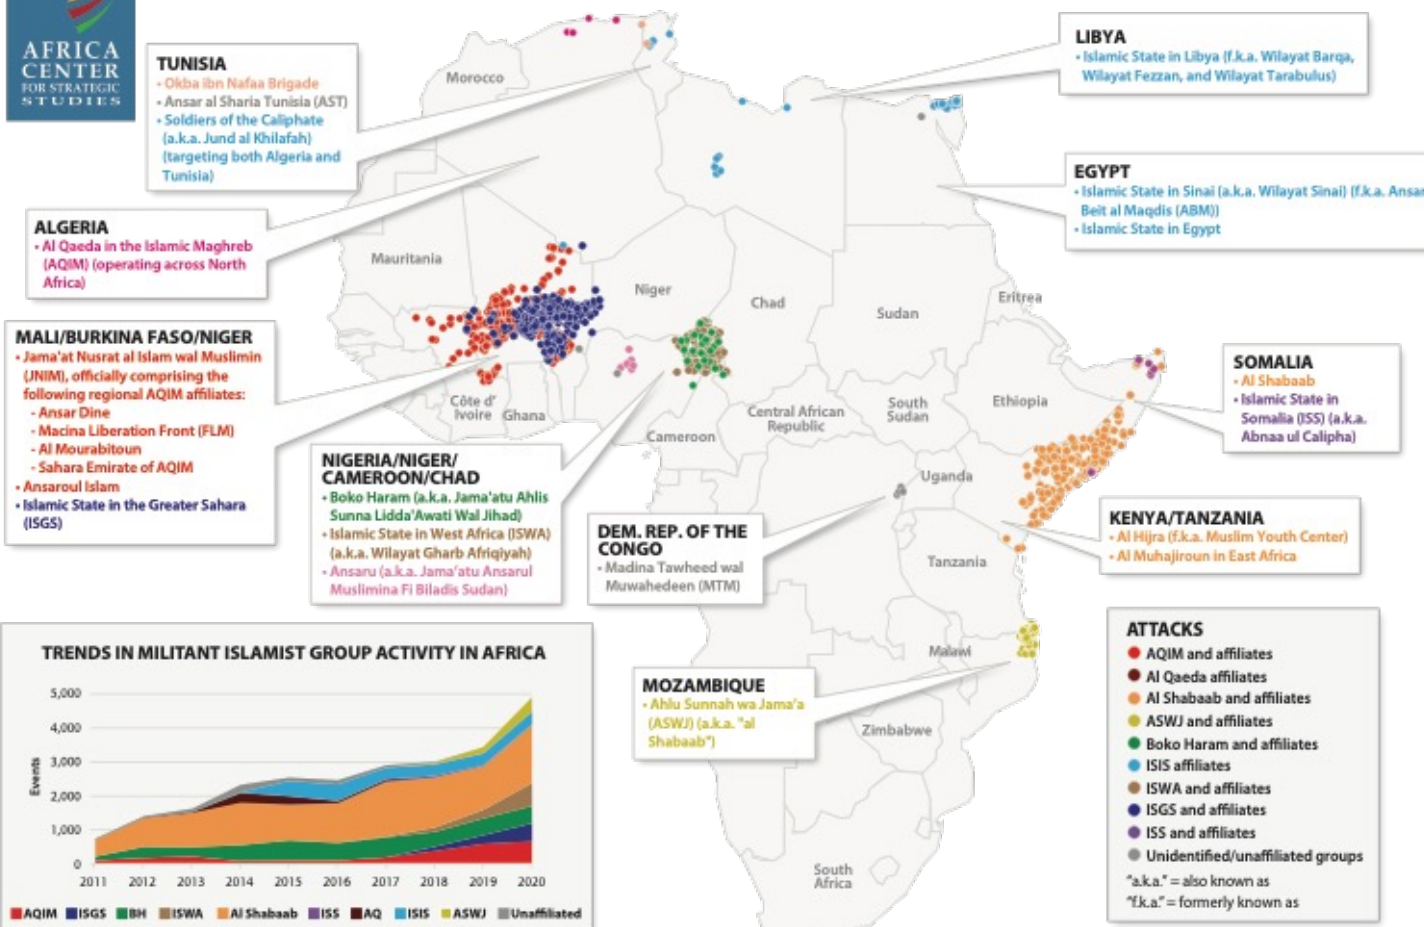 AFRICA
CENTER
FOR STRATEGIC
STUDIES
TUNISIA
• Okba ibn Nafaa Brigade
• Ansar al Sharia Tunisia (AST)
• Soldiers of the Caliphate
(a.k.a. Jund al Khilafah)
(targeting both Algeria and
Tunisia)
LIBYA
• Islamic State in Libya (f.k.a. Wilayat Barqa,
Wilayat Fezzan, and Wilayat Tarabulus)
EGYPT
• Islamic State in Sinai (a.k.a. Wilayat Sinai) (f.k.a. Ansar
Beit al Maqdis (ABM))
• Islamic State in Egypt
ALGERIA
• Al Qaeda in the Islamic Maghreb
(AQIM) (operating across North
Africa)
MALI/BURKINA FASO/NIGER
• Jama'at Nusrat al Islam wal Muslimin
(JNIM), officially comprising the
following regional AQIM affiliates:
- Ansar Dine
- Macina Liberation Front (FLM)
- Al Mourabitoun
- Sahara Emirate of AQIM
• Ansaroul Islam
• Islamic State in the Greater Sahara
(ISGS)
Morocco
Mauritania
Niger
Chad
Sudan
Eritrea
Côte d'
Ivoire
Ghana
Cameroon
Central African
Republic
South
Sudan
Ethiopia
Uganda
Tanzania
Malawi
Zimbabwe
South
Africa
SOMALIA
• Al Shabaab
• Islamic State in
Somalia (ISS) (a.k.a.
Abnaa ul Calipha)
NIGERIA/NIGER/
CAMEROON/CHAD
• Boko Haram (a.k.a. Jama'atu Ahlis
Sunna Lidda'Awati Wal Jihad)
• Islamic State in West Africa (ISWA)
(a.k.a. Wilayat Gharb Afriqiyah)
• Ansaru (a.k.a. Jama'atu Ansarul
Muslimina Fi Biladis Sudan)
DEM. REP. OF THE
CONGO
• Madina Tawheed wal
Muwahedeen (MTM)
KENYA/TANZANIA
• Al Hijra (f.k.a. Muslim Youth Center)
• Al Muhajiroun in East Africa
MOZAMBIQUE
• Ahlu Sunnah wa Jama'a
(ASWJ) (a.k.a. "al
Shabaab")
TRENDS IN MILITANT ISLAMIST GROUP ACTIVITY IN AFRICA
Events
5,000
4,000
3,000
2,000
1,000
0
2011 2012 2013 2014 2015 2016 2017 2018 2019 2020
AQIM ISGS BH ISWA Al Shabaab ISS AQ ISIS ASWJ Unaffiliated
ATTACKS
AQIM and affiliates
Al Qaeda affiliates
Al Shabaab and affiliates
ASWJ and affiliates
Boko Haram and affiliates
ISIS affiliates
ISWA and affiliates
ISGS and affiliates
ISS and affiliates
Unidentified/unaffiliated groups
"a.k.a." = also known as
"f.k.a." = formerly known as